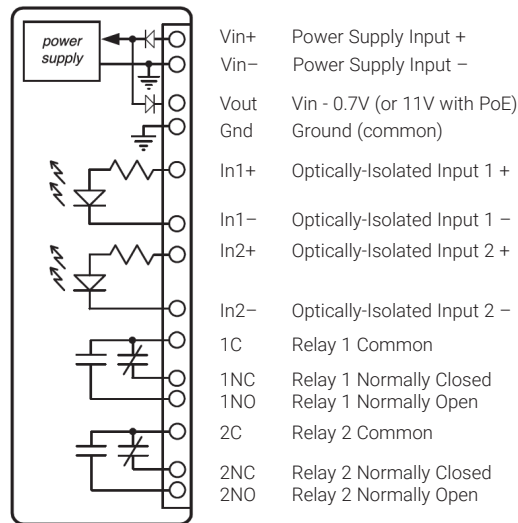 power
supply
Vin+ Power Supply Input +
Vin– Power Supply Input –
Vout Vin - 0.7V (or 11V with PoE)
Gnd Ground (common)
In1+ Optically-Isolated Input 1 +
In1– Optically-Isolated Input 1 –
In2+ Optically-Isolated Input 2 +
In2– Optically-Isolated Input 2 –
1C Relay 1 Common
1NC Relay 1 Normally Closed
1NO Relay 1 Normally Open
2C Relay 2 Common
2NC Relay 2 Normally Closed
2NO Relay 2 Normally Open